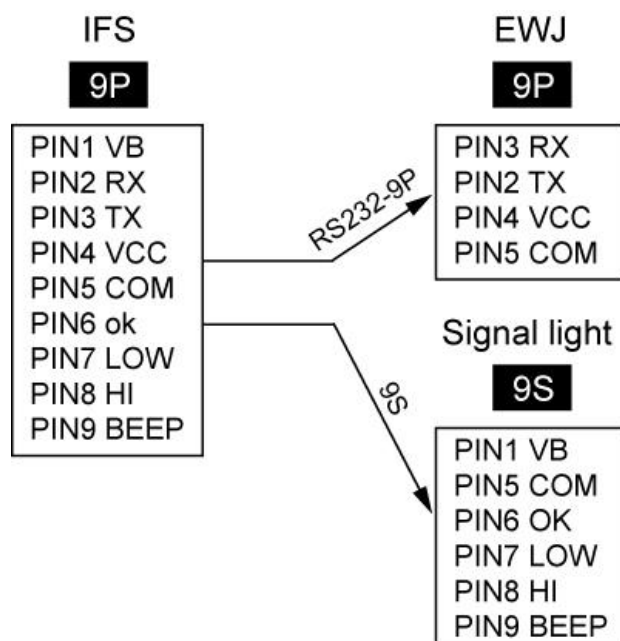 IFS
9P
PIN1 VB
PIN2 RX
PIN3 TX
PIN4 VCC
PIN5 COM
PIN6 ok
PIN7 LOW
PIN8 HI
PIN9 BEEP
RS232-9P
9S
EWJ
9P
PIN3 RX
PIN2 TX
PIN4 VCC
PIN5 COM
Signal light
9S
PIN1 VB
PIN5 COM
PIN6 OK
PIN7 LOW
PIN8 HI
PIN9 BEEP